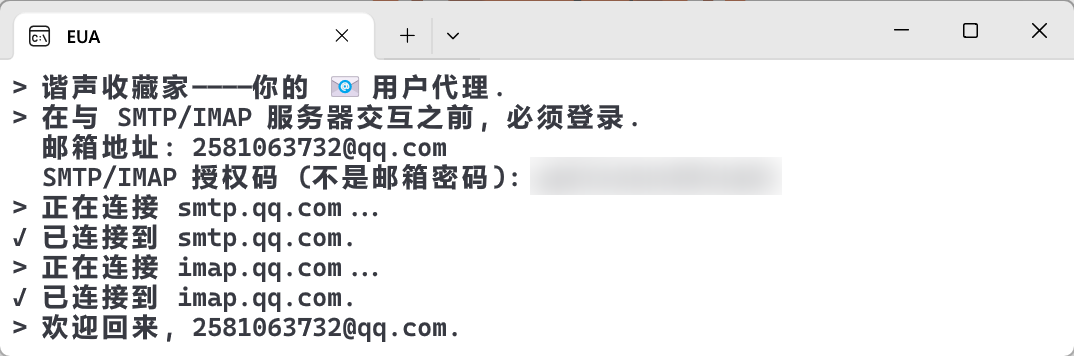 EUA
> 谐声收藏家——你的 📧 用户代理.
> 在与 SMTP/IMAP 服务器交互之前, 必须登录.
邮箱地址: 2581063732@qq.com
SMTP/IMAP 授权码 (不是邮箱密码):
> 正在连接 smtp.qq.com...
√ 已连接到 smtp.qq.com.
> 正在连接 imap.qq.com...
√ 已连接到 imap.qq.com.
> 欢迎回来, 2581063732@qq.com.